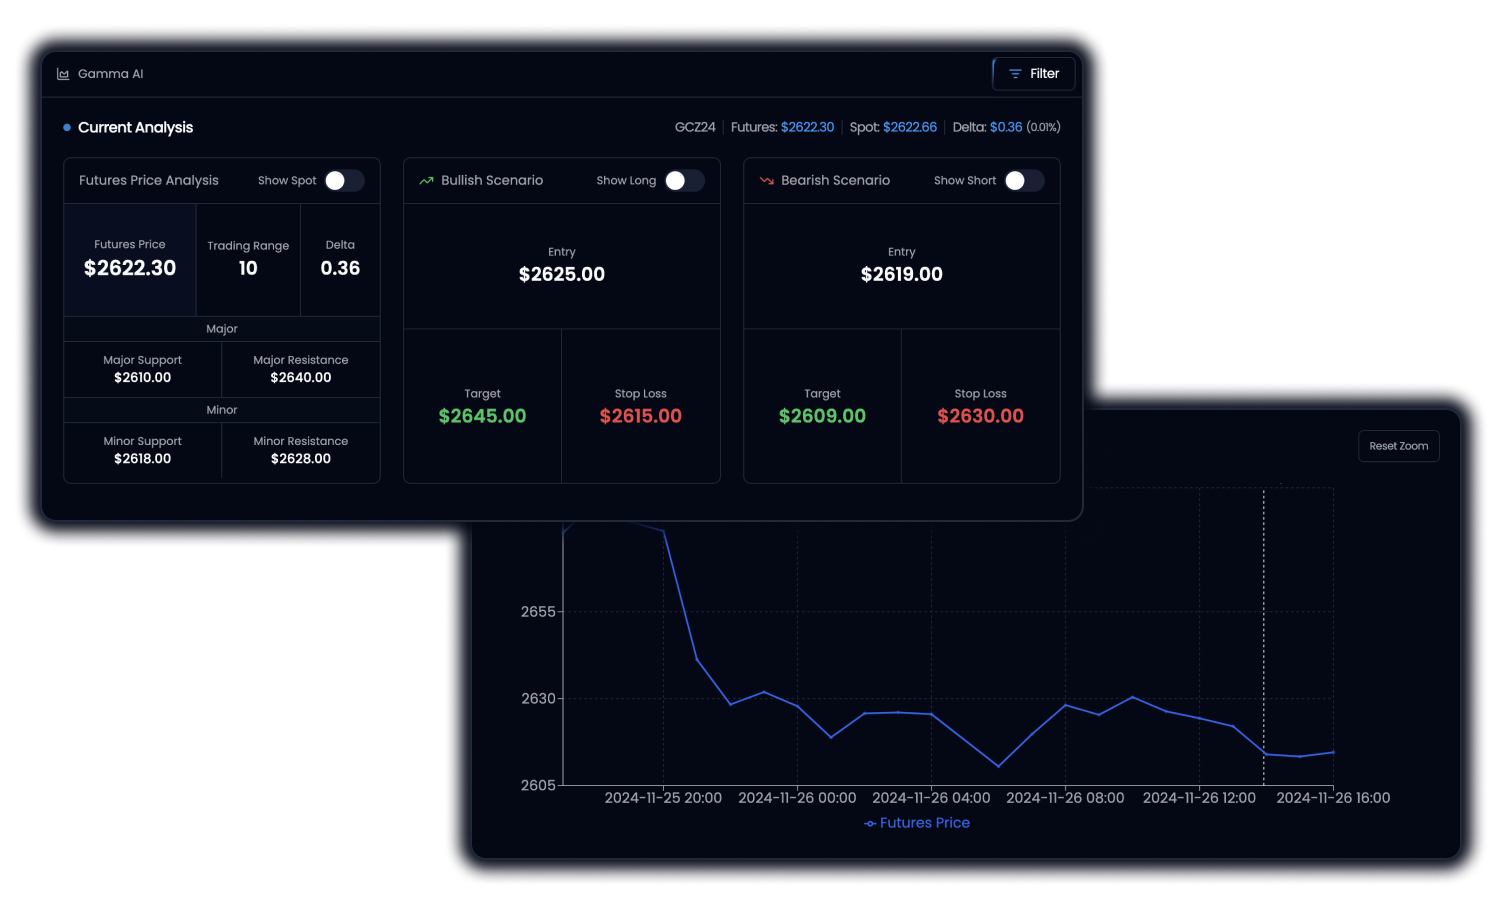 Gamma AI
Filter
Current Analysis
GCZ24 Futures: $2622.30 Spot: $2622.66 Delta: $0.36 (0.01%)
Futures Price Analysis Show Spot
Futures Price Trading Range Delta
$2622.30 10 0.36
Major
Major Support Major Resistance
$2610.00 $2640.00
Minor
Minor Support Minor Resistance
$2618.00 $2628.00
Bullish Scenario Show Long
Entry
$2625.00
Target Stop Loss
$2645.00 $2615.00
Bearish Scenario Show Short
Entry
$2619.00
Target Stop Loss
$2609.00 $2630.00
Reset Zoom
2655
2630
2605
2024-11-25 20:00 2024-11-26 00:00 2024-11-26 04:00 2024-11-26 08:00 2024-11-26 12:00 2024-11-26 16:00
Futures Price